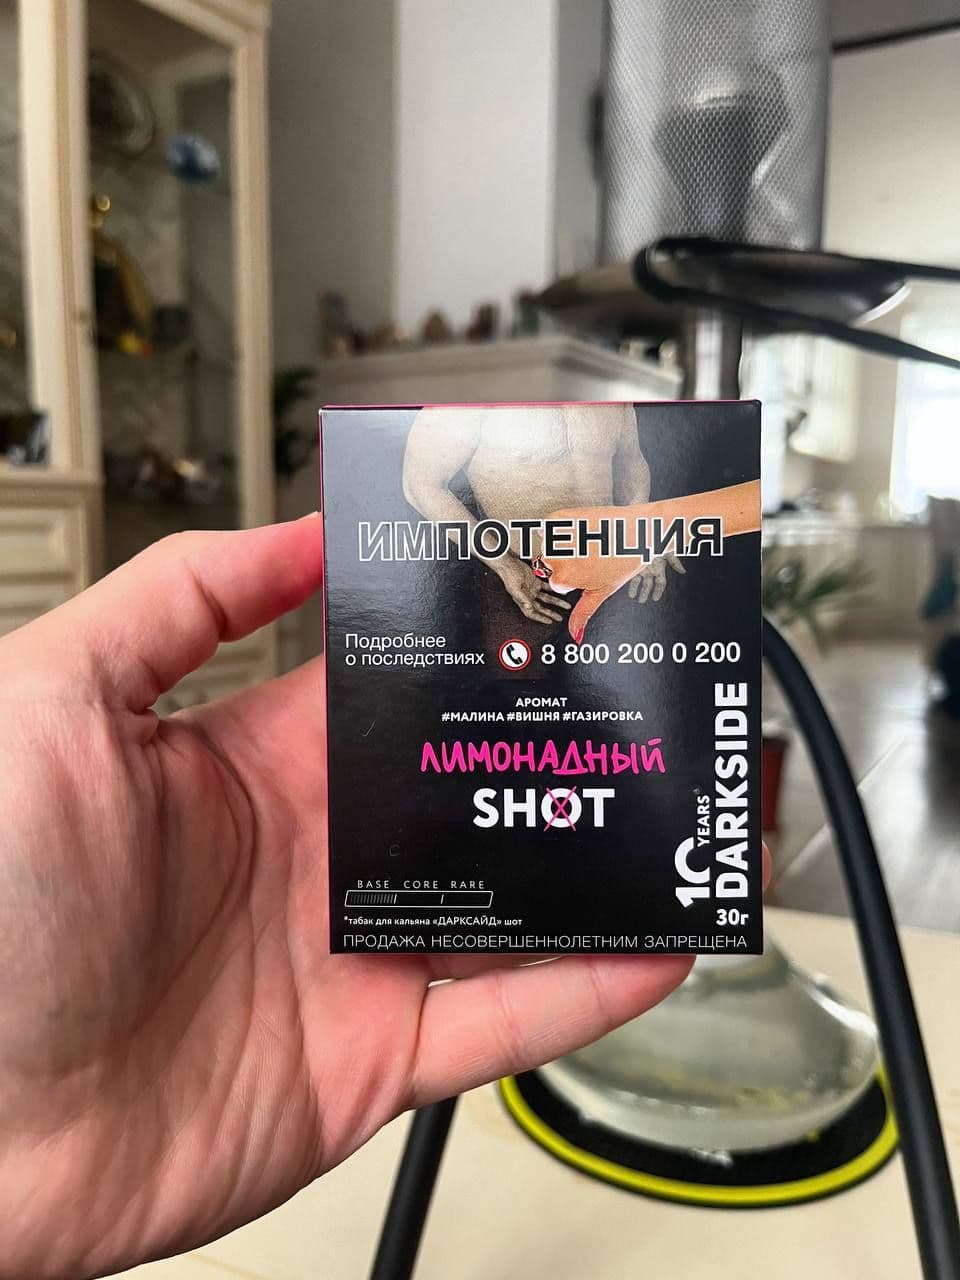 ИМПОТЕНЦИЯ
Подробнее
о последствиях
8 800 200 0 200
АРОМАТ
#МАЛИНА #ВИШНЯ #ГАЗИРОВКА
ЛИМОНАДНЫЙ
SHOT
10 YEARS
DARKSIDE
30г
BASE CORE RARE
*табак для кальяна «ДАРКСАЙД» шот
ПРОДАЖА НЕСОВЕРШЕННОЛЕТНИМ ЗАПРЕЩЕНА